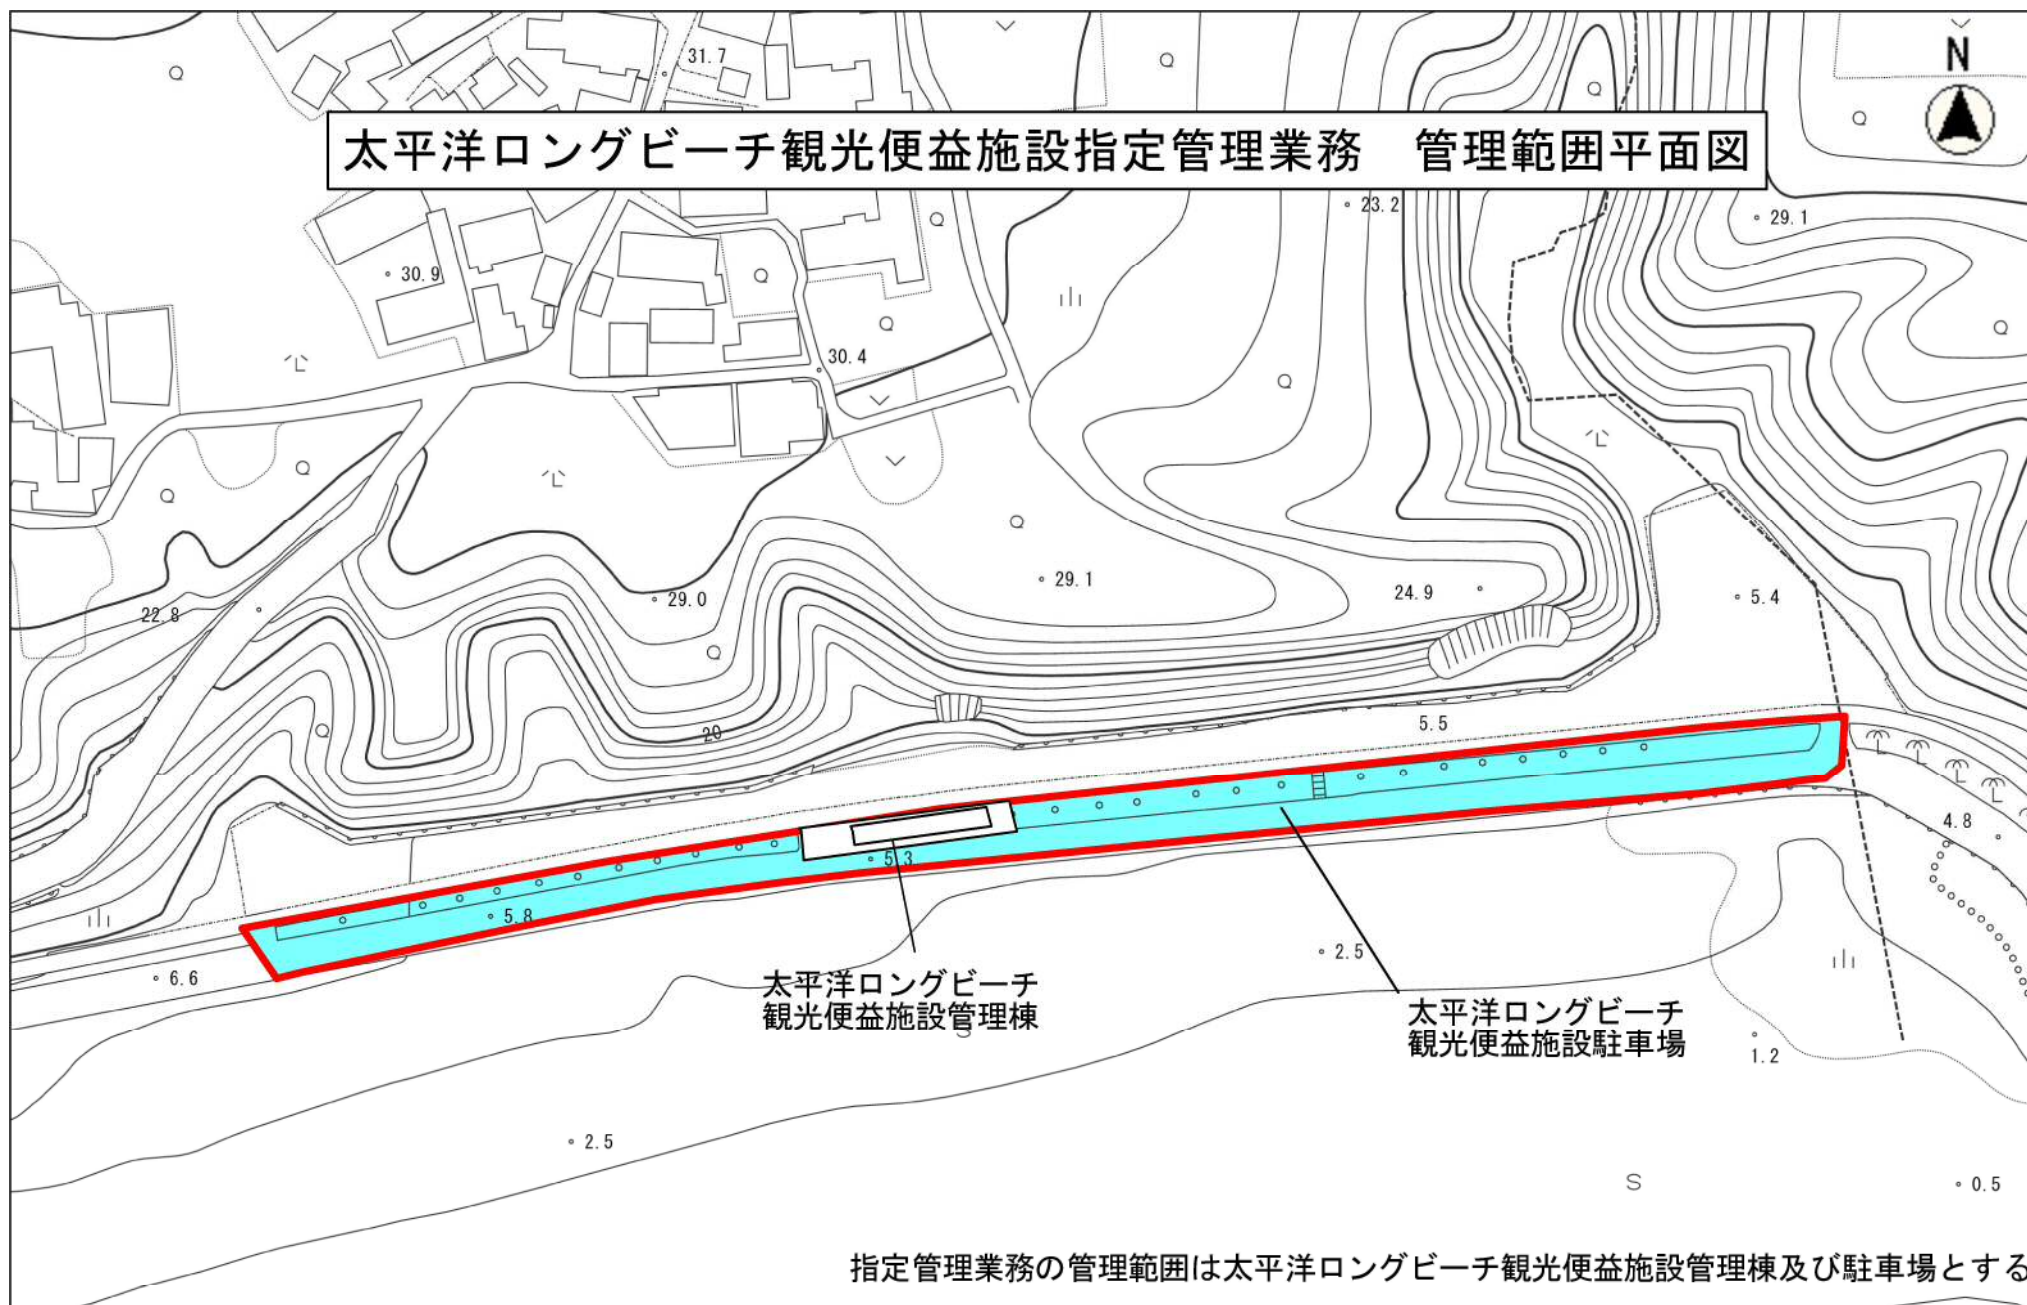 N
31.7
太平洋ロングビーチ観光便益施設指定管理業務　管理範囲平面図
23.2
29.1
30.9
30.4
29.1
24.9
29.0
5.4
22.8
20
5.5
4.8
5.3
5.8
6.6
2.5
太平洋ロングビーチ
観光便益施設管理棟
太平洋ロングビーチ
観光便益施設駐車場
S
1.2
2.5
S
0.5
指定管理業務の管理範囲は太平洋ロングビーチ観光便益施設管理棟及び駐車場とする